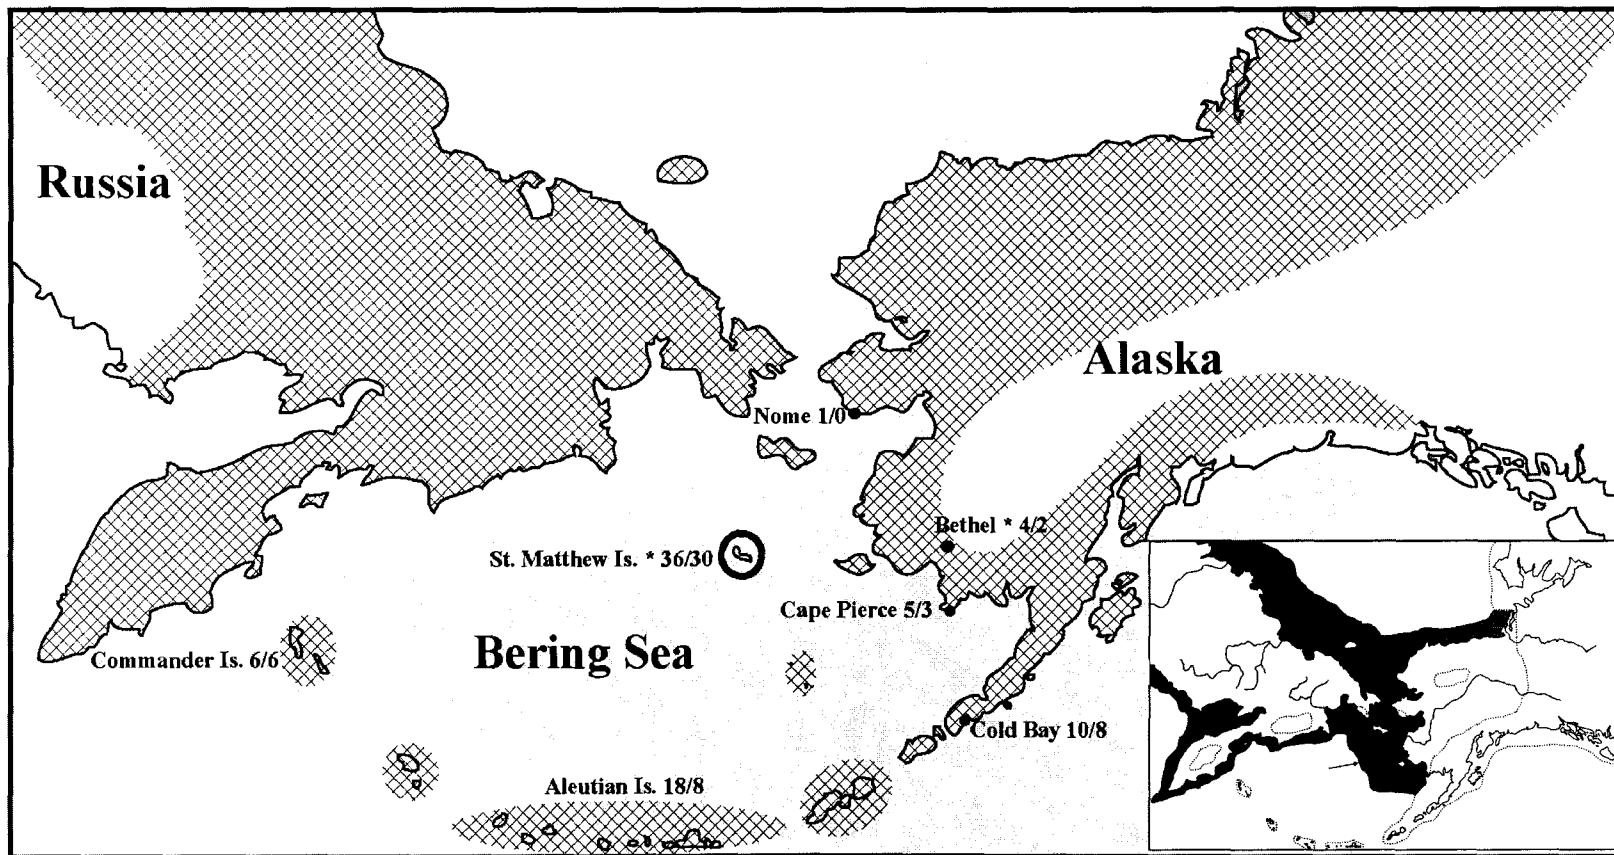 Russia
Alaska
Nome 1/0
Bethel * 4/2
St. Matthew Is. * 36/30
Cape Pierce 5/3
Bering Sea
Commander Is. 6/6
Cold Bay 10/8
Aleutian Is. 18/8